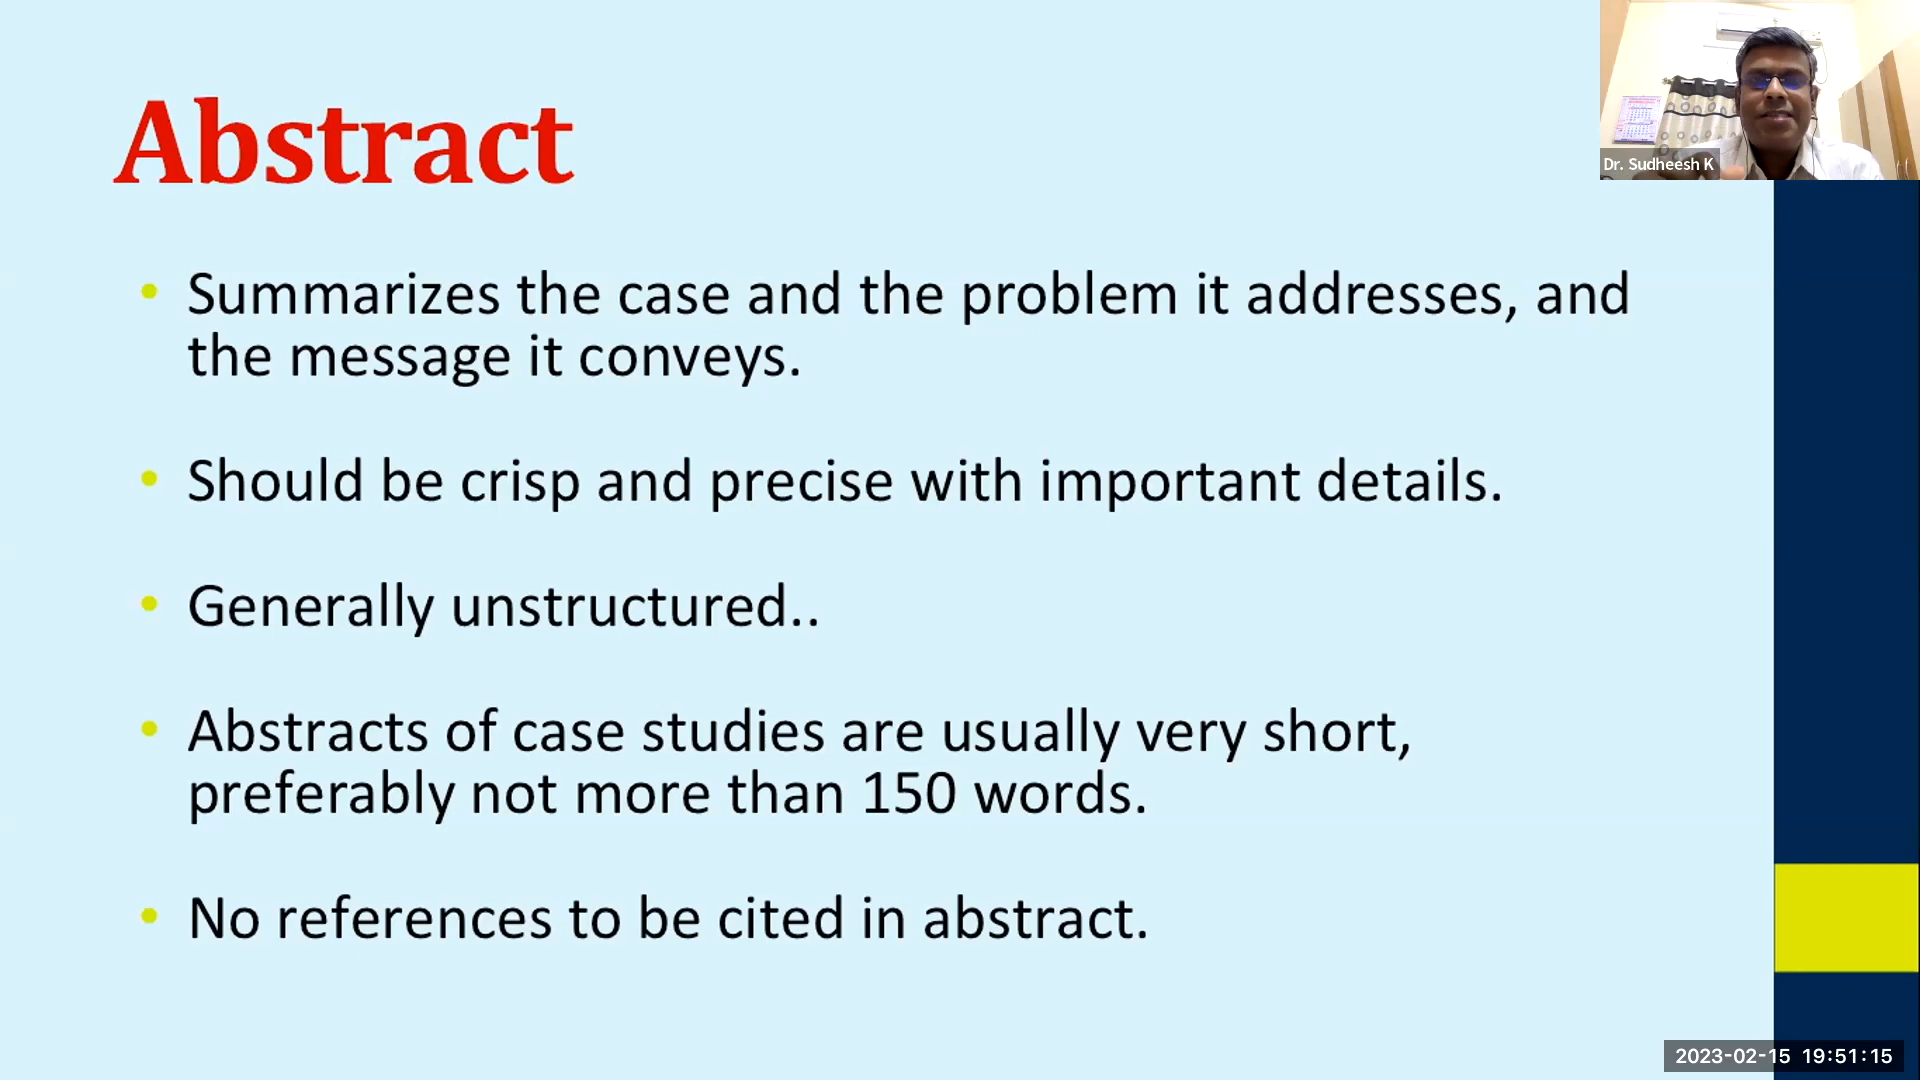 Abstract
Dr. Sudheesh K
• Summarizes the case and the problem it addresses, and
the message it conveys.
• Should be crisp and precise with important details.
• Generally unstructured..
• Abstracts of case studies are usually very short,
preferably not more than 150 words.
• No references to be cited in abstract.
2023-02-15 19:51:15